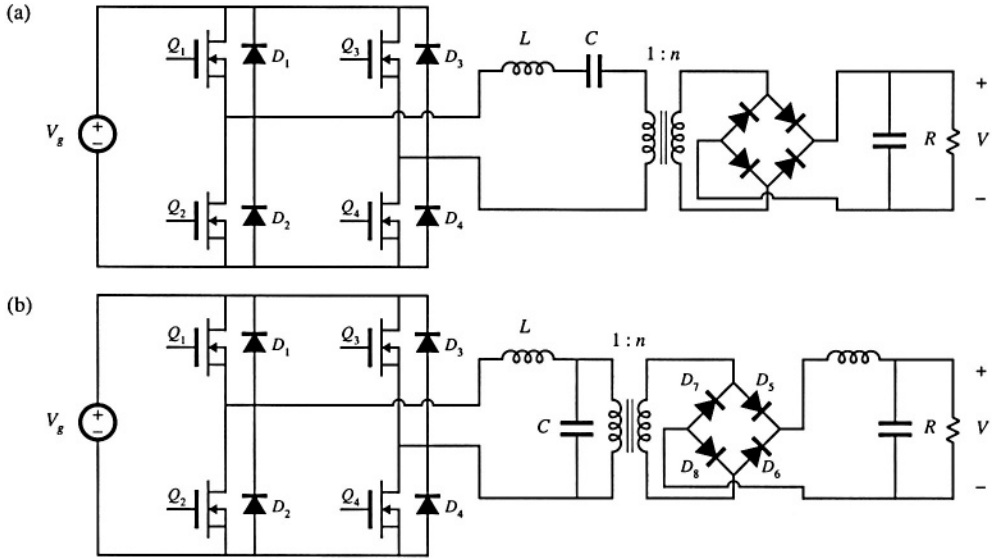 (a)
Q1
D1
Q3
D3
L
C
1 : n
+
Vg
+
−
R
V
Q2
D2
Q4
D4
−
(b)
Q1
D1
Q3
D3
L
1 : n
D7
D5
+
Vg
+
−
C
R
V
D8
D6
Q2
D2
Q4
D4
−